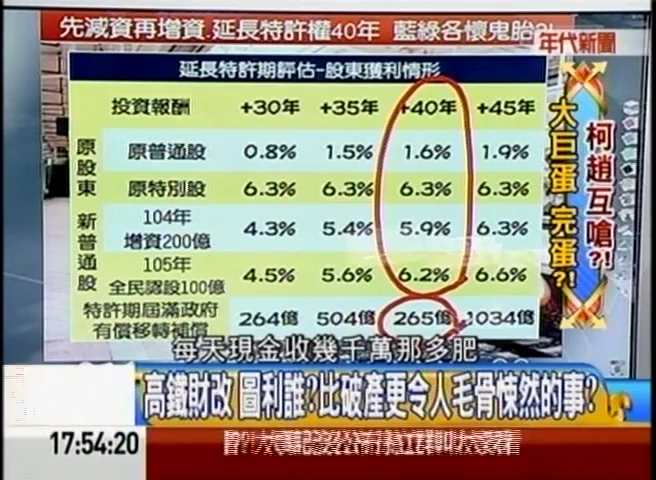 先減資再增資.延長特許權40年 藍綠各懷鬼胎?!
年代新聞
延長特許期評估-股東獲利情形
投資報酬 +30年 +35年 +40年 +45年
原股東 原普通股 0.8% 1.5% 1.6% 1.9%
原特別股 6.3% 6.3% 6.3% 6.3%
新普通股 104年增資200億 4.3% 5.4% 5.9% 6.3%
105年全民認股100億 4.5% 5.6% 6.2% 6.6%
特許期屆滿政府有償移轉補償 264億 504億 265億 1034億
柯趙互嗆?!
大巨蛋 完蛋?!
每天現金收幾千萬那多肥
高鐵財改 圖利誰?比破產更令人毛骨悚然的事?
17:54:20